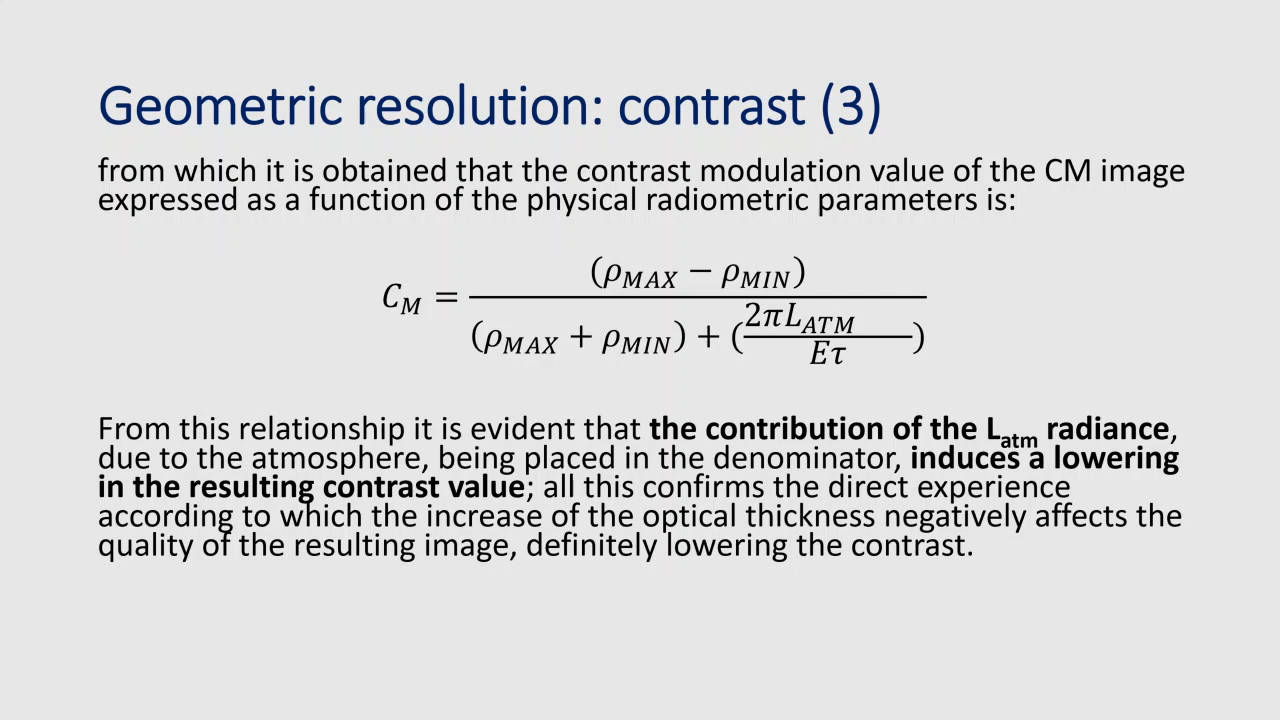 Geometric resolution: contrast (3)
from which it is obtained that the contrast modulation value of the CM image
expressed as a function of the physical radiometric parameters is:
C_M = (ρ_MAX − ρ_MIN) / ((ρ_MAX + ρ_MIN) + (2πL_ATM / Eτ))
From this relationship it is evident that the contribution of the L_atm radiance,
due to the atmosphere, being placed in the denominator, induces a lowering
in the resulting contrast value; all this confirms the direct experience
according to which the increase of the optical thickness negatively affects the
quality of the resulting image, definitely lowering the contrast.